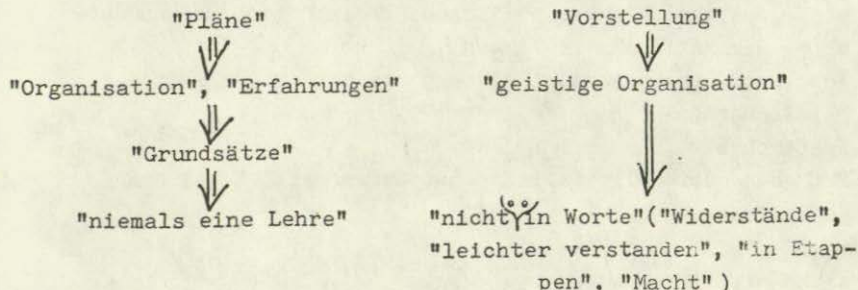 "Pläne"
"Organisation", "Erfahrungen"
"Grundsätze"
"niemals eine Lehre"
"Vorstellung"
"geistige Organisation"
"nicht in Worte"("Widerstände",
"leichter verstanden", "in Etap-
pen", "Macht")